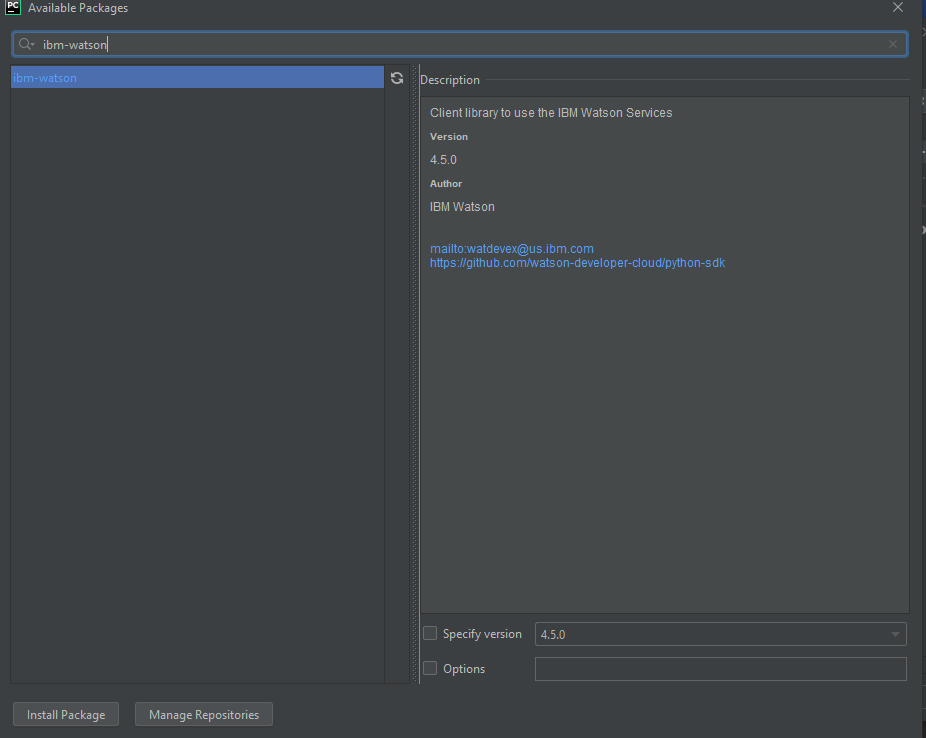 PC Available Packages
ibm-watson
ibm-watson
Description
Client library to use the IBM Watson Services
Version
4.5.0
Author
IBM Watson
mailto:watdevex@us.ibm.com
https://github.com/watson-developer-cloud/python-sdk
Specify version 4.5.0
Options
Install Package Manage Repositories